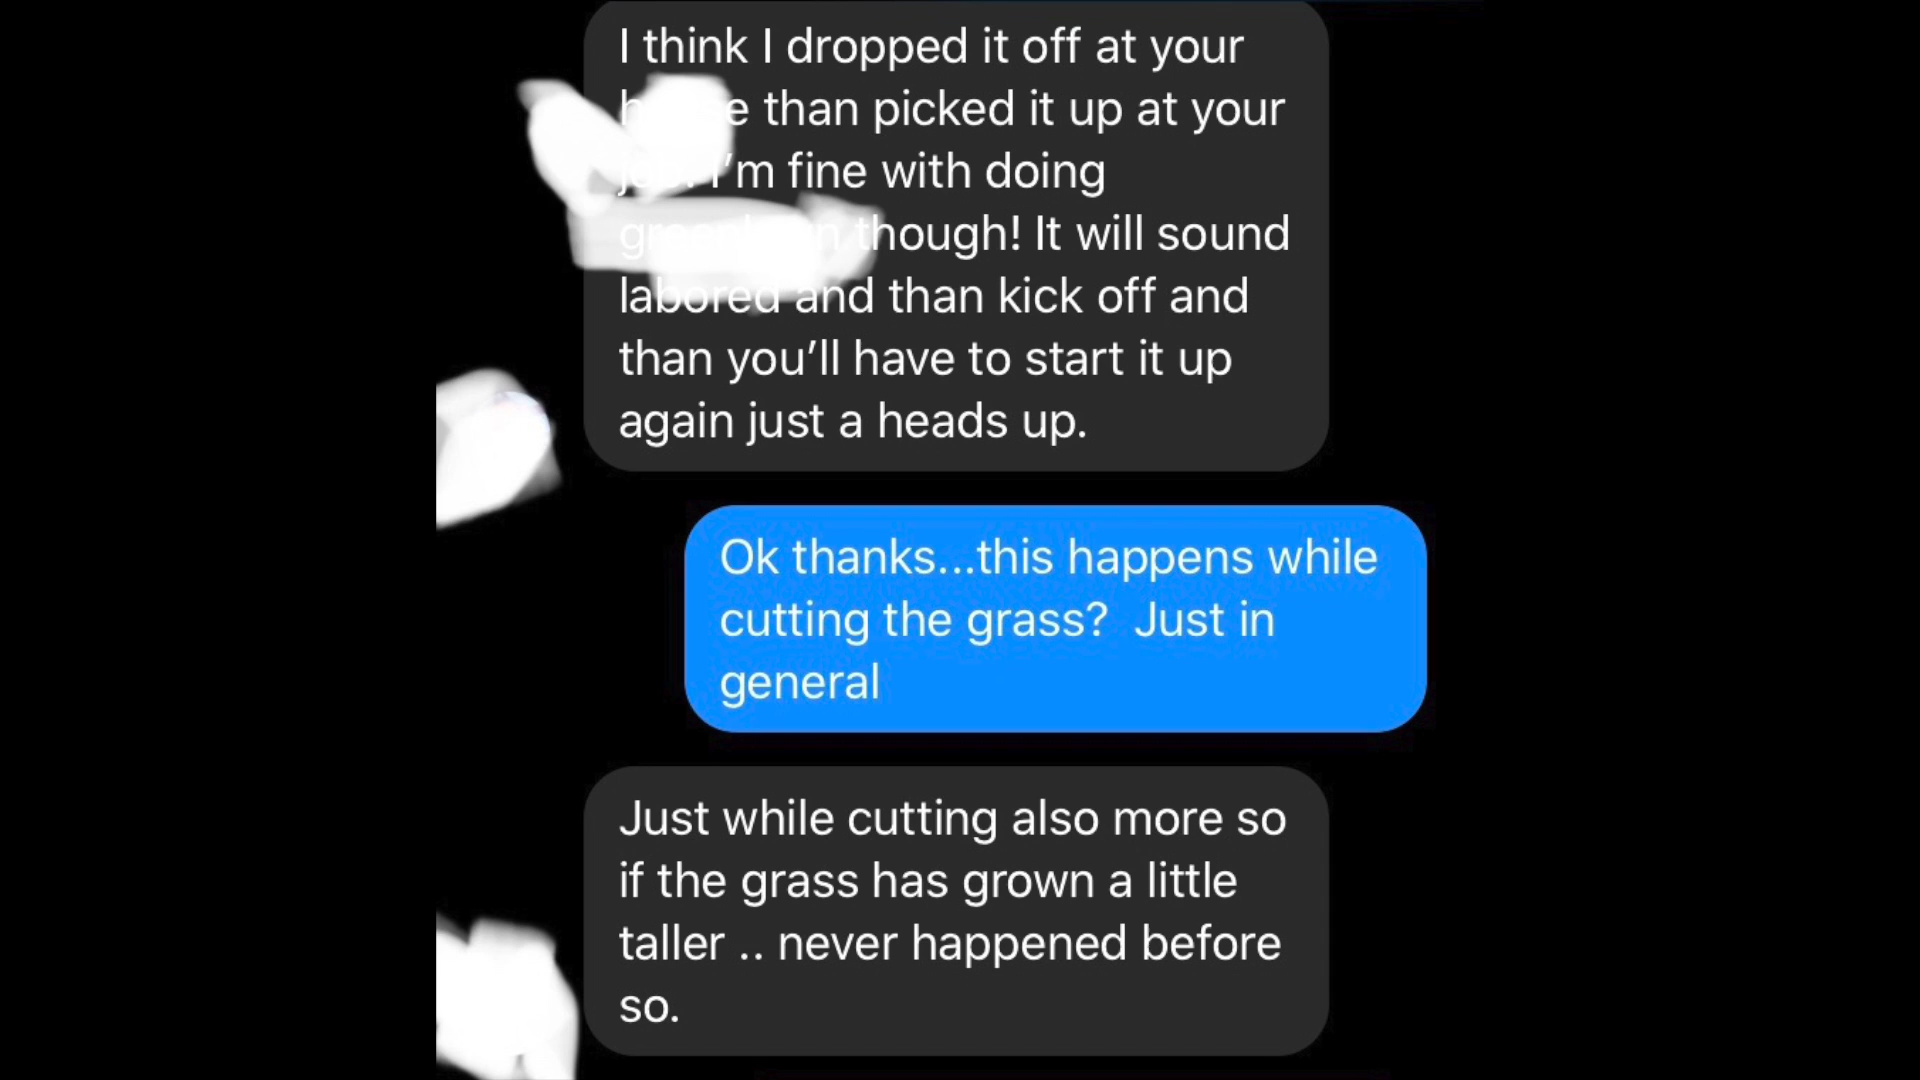 I think I dropped it off at your
than picked it up at your
I'm fine with doing
though! It will sound
labored and than kick off and
than you'll have to start it up
again just a heads up.
Ok thanks...this happens while
cutting the grass?  Just in
general
Just while cutting also more so
if the grass has grown a little
taller .. never happened before
so.